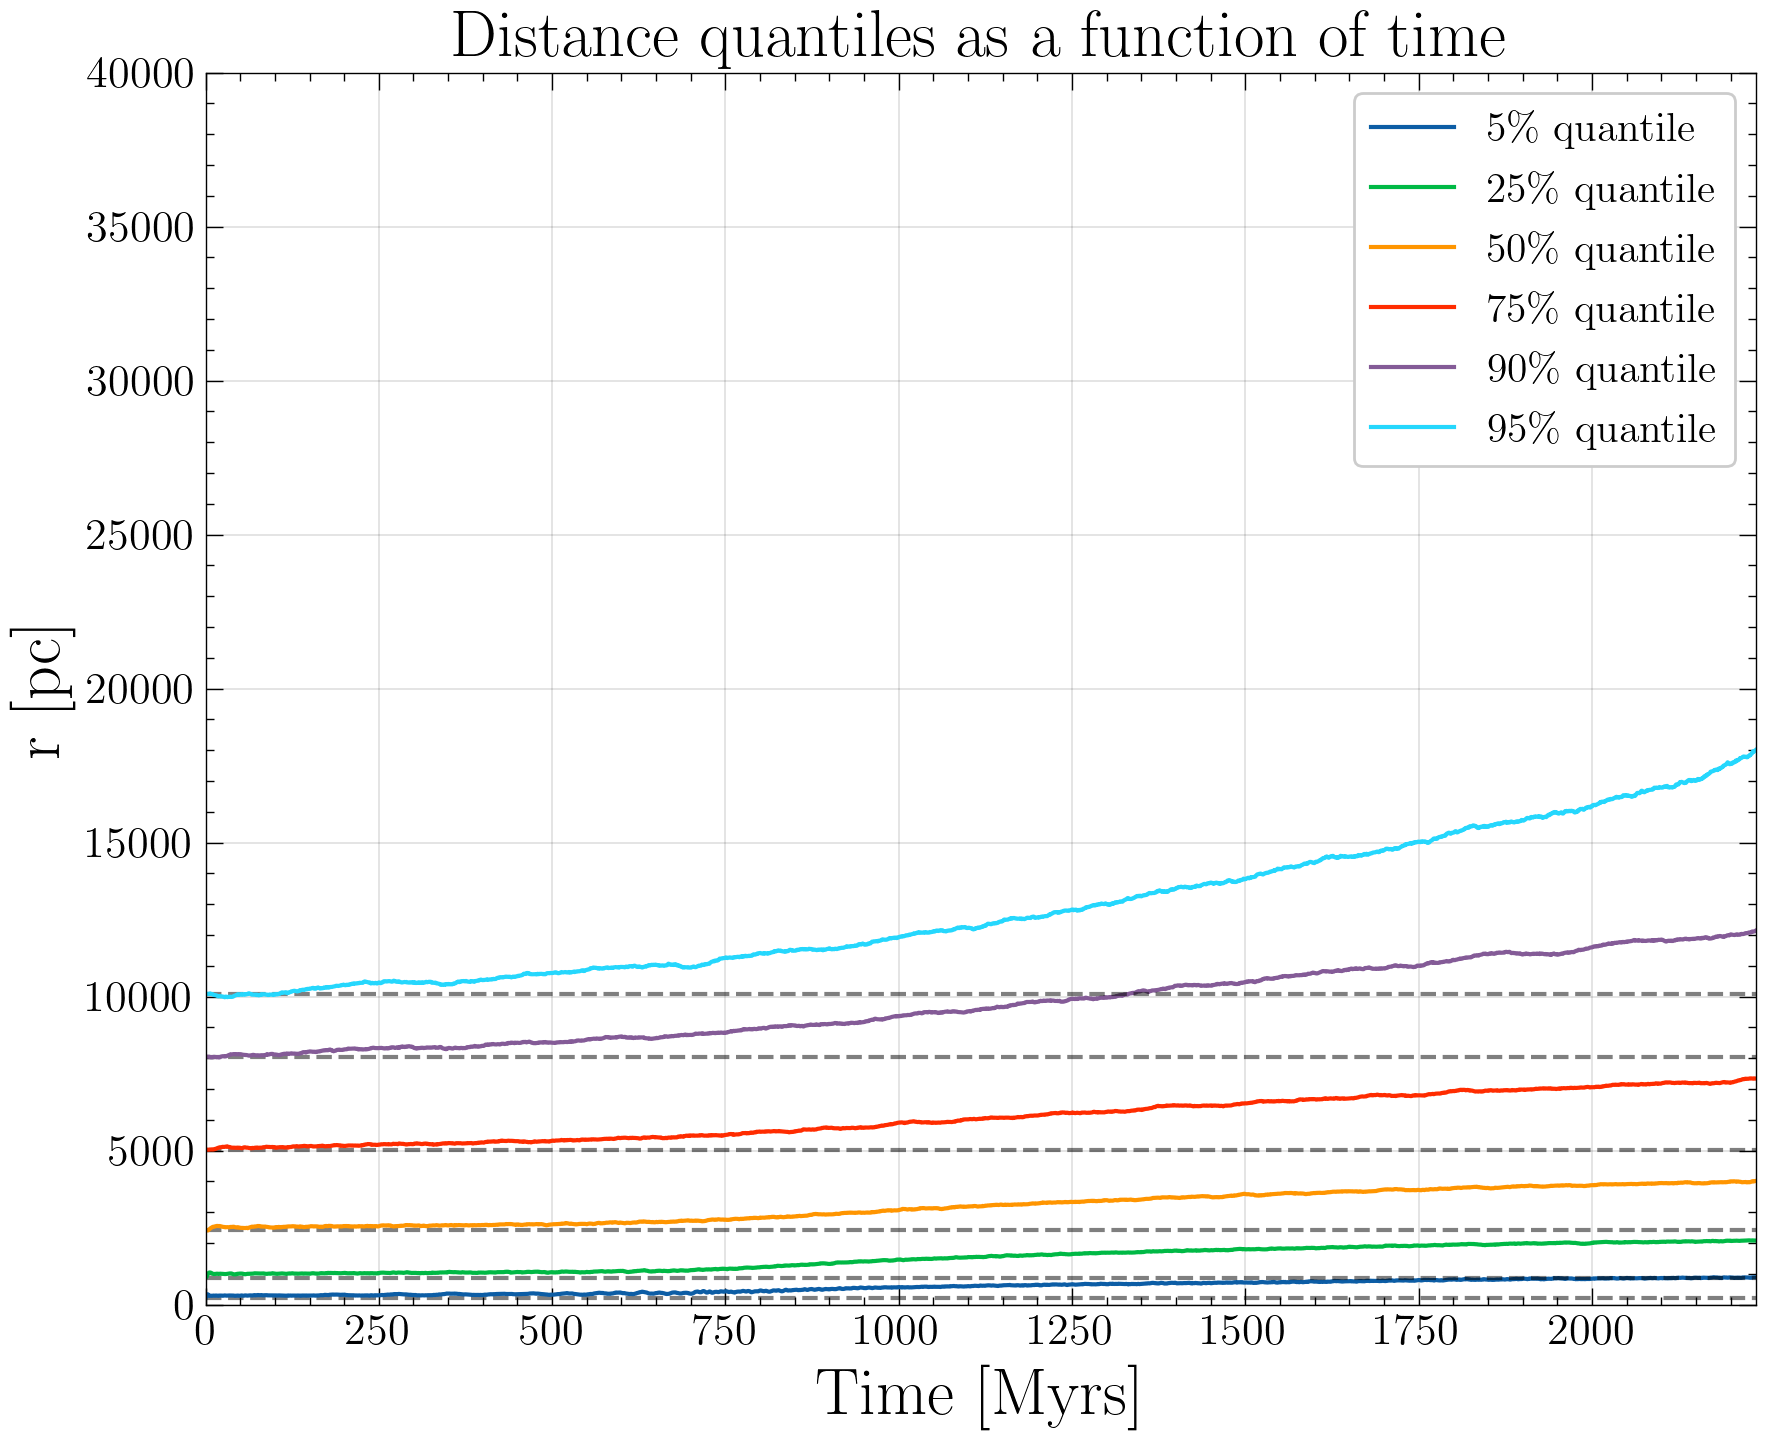 Distance quantiles as a function of time
40000
35000
30000
25000
20000
15000
10000
5000
0
r [pc]
5% quantile
25% quantile
50% quantile
75% quantile
90% quantile
95% quantile
0 250 500 750 1000 1250 1500 1750 2000
Time [Myrs]